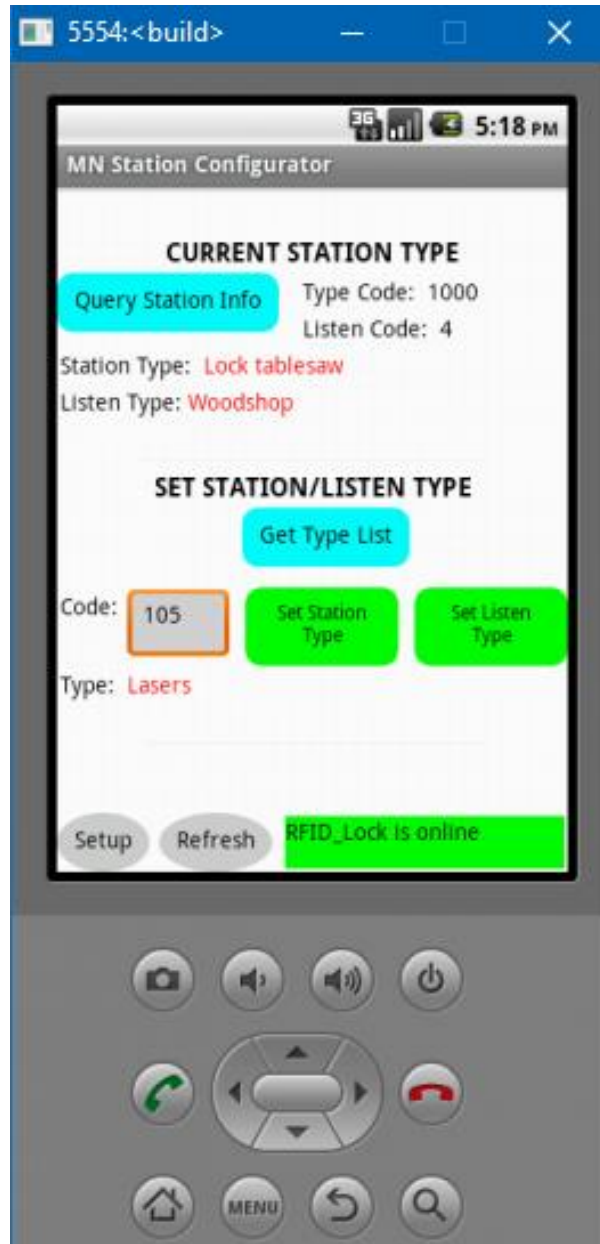 5554:<build>
3G 5:18 PM
MN Station Configurator
CURRENT STATION TYPE
Query Station Info
Type Code: 1000
Listen Code: 4
Station Type: Lock tablesaw
Listen Type: Woodshop
SET STATION/LISTEN TYPE
Get Type List
Code: 105
Set Station
Type
Set Listen
Type
Type: Lasers
Setup Refresh RFID_Lock is online
MENU